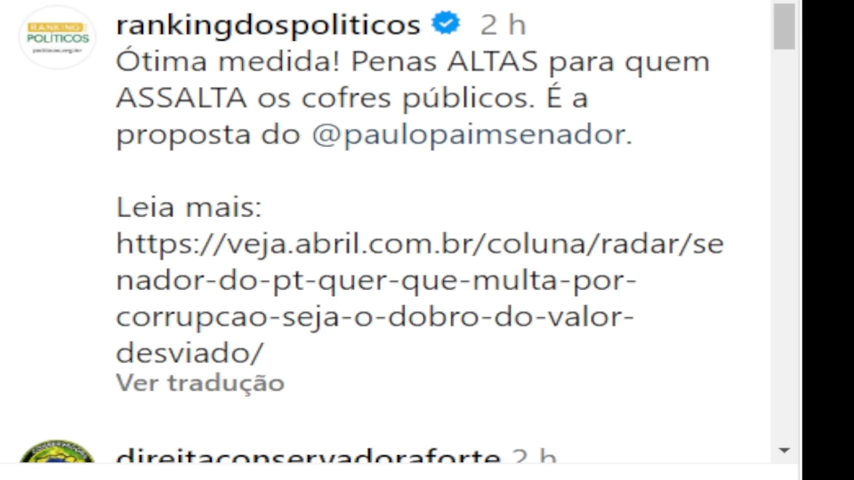 rankingdospoliticos 2 h
RANKING
POLÍTICOS
Ótima medida! Penas ALTAS para quem
ASSALTA os cofres públicos. É a
proposta do @paulopaimsenador.
Leia mais:
https://veja.abril.com.br/coluna/radar/se
nador-do-pt-quer-que-multa-por-
corrupcao-seja-o-dobro-do-valor-
desviado/
Ver tradução
direitaconservadoraforte 2 h